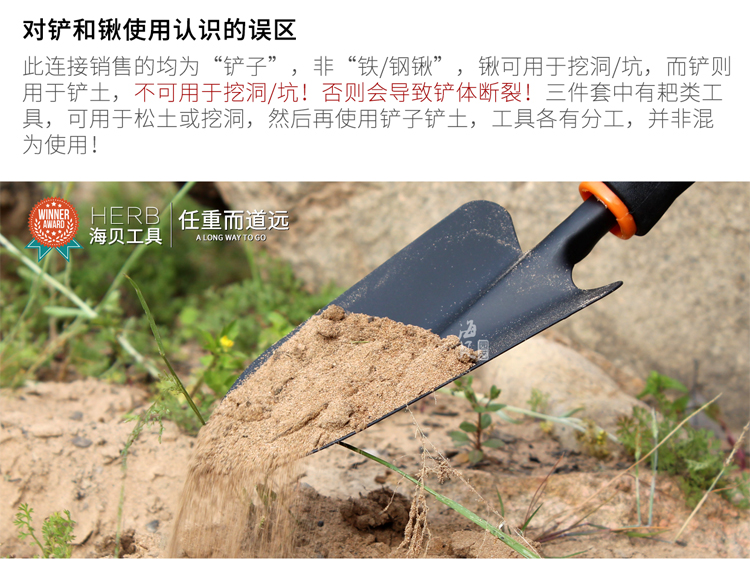 对铲和锹使用认识的误区
此连接销售的均为“铲子”，非“铁/钢锹”，锹可用于挖洞/坑，而铲则
用于铲土，不可用于挖洞/坑！否则会导致铲体断裂！三件套中有耙类工
具，可用于松土或挖洞，然后再使用铲子铲土，工具各有分工，并非混
为使用！
WINNER
AWARD
HERB
海贝工具
任重而道远
A LONG WAY TO GO